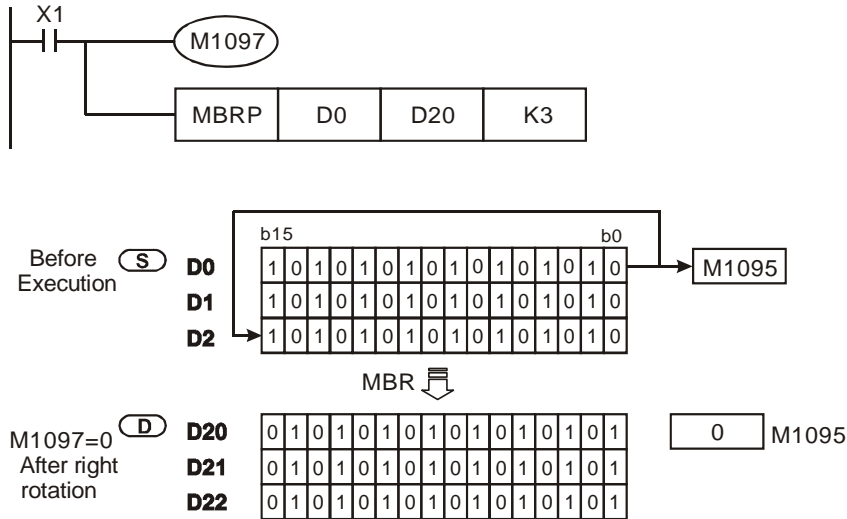 X1
M1097
MBRP D0 D20 K3
b15 b0
Before Execution S D0 1 0 1 0 1 0 1 0 1 0 1 0 1 0 1 0 M1095
D1 1 0 1 0 1 0 1 0 1 0 1 0 1 0 1 0
D2 1 0 1 0 1 0 1 0 1 0 1 0 1 0 1 0
MBR
M1097=0 D D20 0 1 0 1 0 1 0 1 0 1 0 1 0 1 0 1 0 M1095
After right D21 0 1 0 1 0 1 0 1 0 1 0 1 0 1 0 1
rotation D22 0 1 0 1 0 1 0 1 0 1 0 1 0 1 0 1